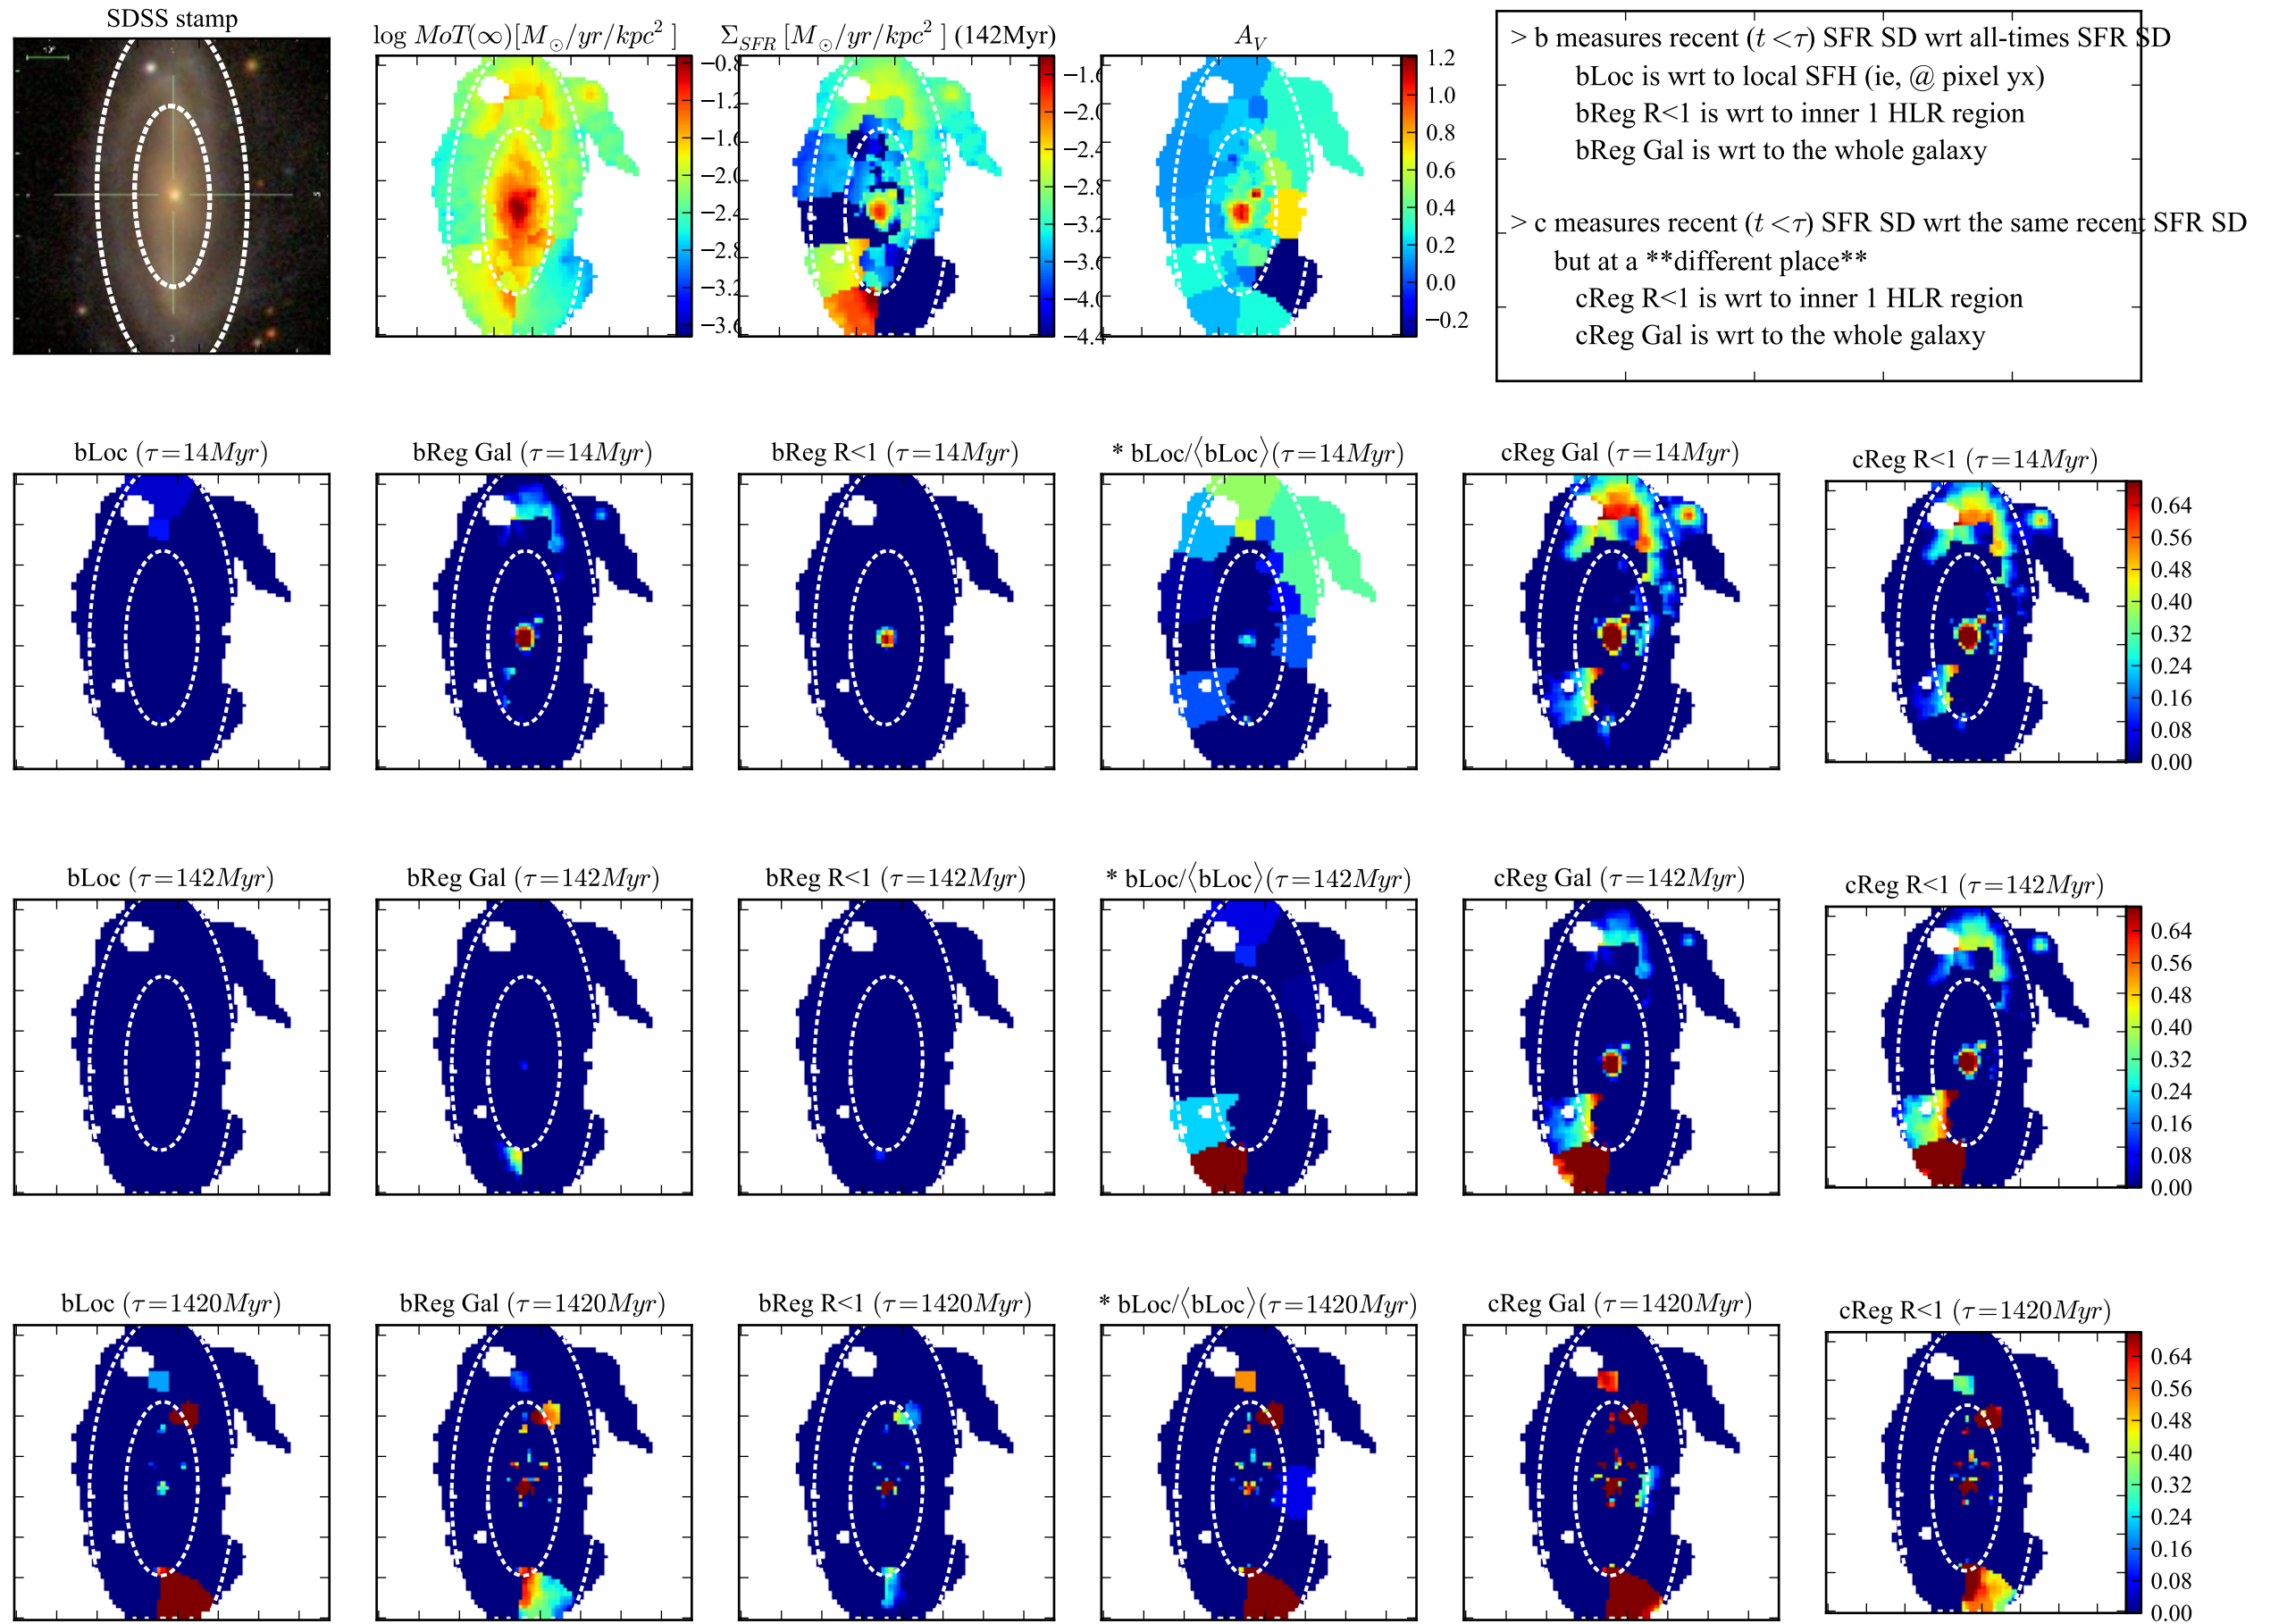 SDSS stamp
log MoT(∞)[M⊙/yr/kpc² ]
Σ_SFR [M⊙/yr/kpc² ] (142Myr)
A_V
−0.8
−1.2
−1.6
−2.0
−2.4
−2.8
−3.2
−3.6
−2.0
−2.4
−2.8
−3.2
−3.6
−4.0
−4.4
1.2
1.0
0.8
0.6
0.4
0.2
0.0
−0.2
> b measures recent (t <τ) SFR SD wrt all-times SFR SD
bLoc is wrt to local SFH (ie, @ pixel yx)
bReg R<1 is wrt to inner 1 HLR region
bReg Gal is wrt to the whole galaxy
> c measures recent (t <τ) SFR SD wrt the same recent SFR SD
but at a **different place**
cReg R<1 is wrt to inner 1 HLR region
cReg Gal is wrt to the whole galaxy
bLoc (τ=14Myr)
bReg Gal (τ=14Myr)
bReg R<1 (τ=14Myr)
* bLoc/⟨bLoc⟩(τ=14Myr)
cReg Gal (τ=14Myr)
cReg R<1 (τ=14Myr)
0.64
0.56
0.48
0.40
0.32
0.24
0.16
0.08
0.00
bLoc (τ=142Myr)
bReg Gal (τ=142Myr)
bReg R<1 (τ=142Myr)
* bLoc/⟨bLoc⟩(τ=142Myr)
cReg Gal (τ=142Myr)
cReg R<1 (τ=142Myr)
0.64
0.56
0.48
0.40
0.32
0.24
0.16
0.08
0.00
bLoc (τ=1420Myr)
bReg Gal (τ=1420Myr)
bReg R<1 (τ=1420Myr)
* bLoc/⟨bLoc⟩(τ=1420Myr)
cReg Gal (τ=1420Myr)
cReg R<1 (τ=1420Myr)
0.64
0.56
0.48
0.40
0.32
0.24
0.16
0.08
0.00